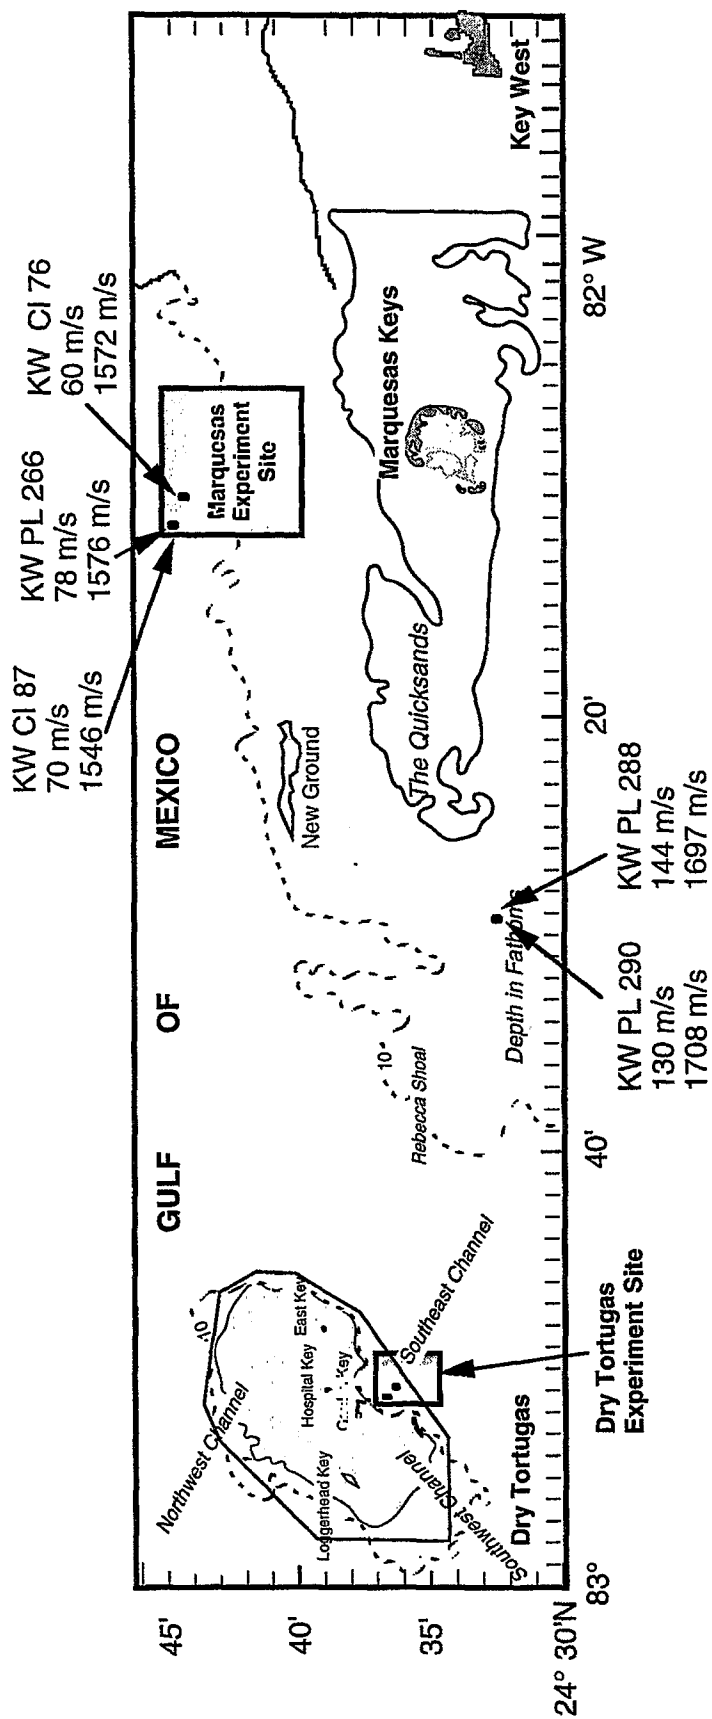 KW CI 87
70 m/s
1546 m/s
KW PL 266
78 m/s
1576 m/s
KW CI 76
60 m/s
1572 m/s
45'
40'
35'
24° 30'N
GULF
OF
MEXICO
Marquesas
Experiment
Site
Northwest Channel
10
East Key
Hospital Key
Key
Loggerhead Key
Southeast Channel
Southwest Channel
Dry Tortugas
10
Rebecca Shoal
New Ground
The Quicksands
Marquesas Keys
Depth in Fathoms
Key West
83°
40'
20'
82° W
Dry Tortugas
Experiment Site
KW PL 290
130 m/s
1708 m/s
KW PL 288
144 m/s
1697 m/s